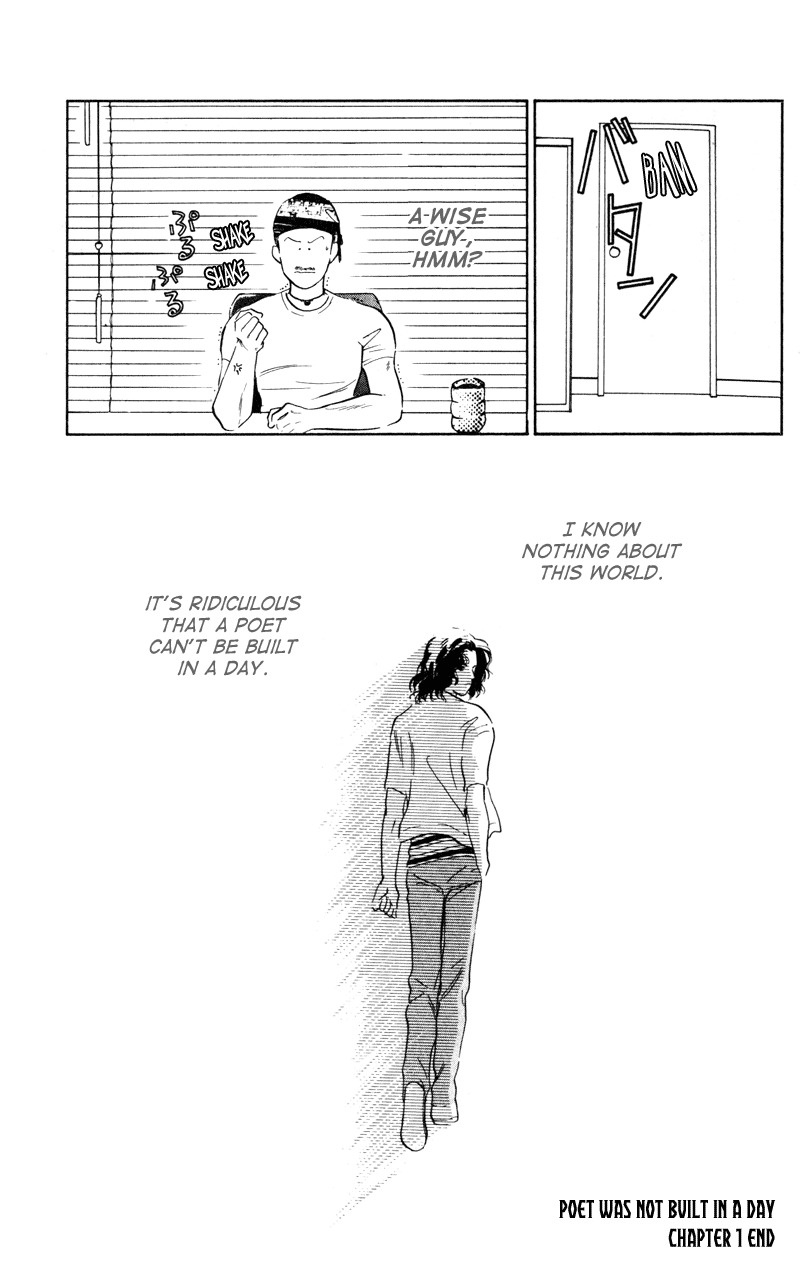 BAM
バタン
A WISE
GUY,
HMM?
ぷる
SHAKE
ぷる
SHAKE
I KNOW
NOTHING ABOUT
THIS WORLD.
IT'S RIDICULOUS
THAT A POET
CAN'T BE BUILT
IN A DAY.
POET WAS NOT BUILT IN A DAY
CHAPTER 1 END